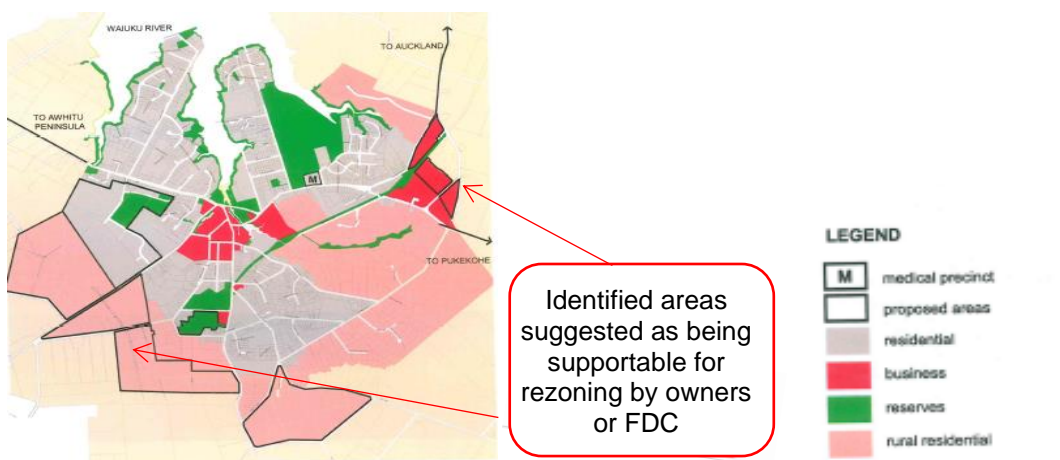 WAIUKU RIVER
TO AUCKLAND
TO AWHITU
PENINSULA
M
TO PUKEKOHE
Identified areas
suggested as being
supportable for
rezoning by owners
or FDC
LEGEND
M medical precinct
proposed areas
residential
business
reserves
rural residential